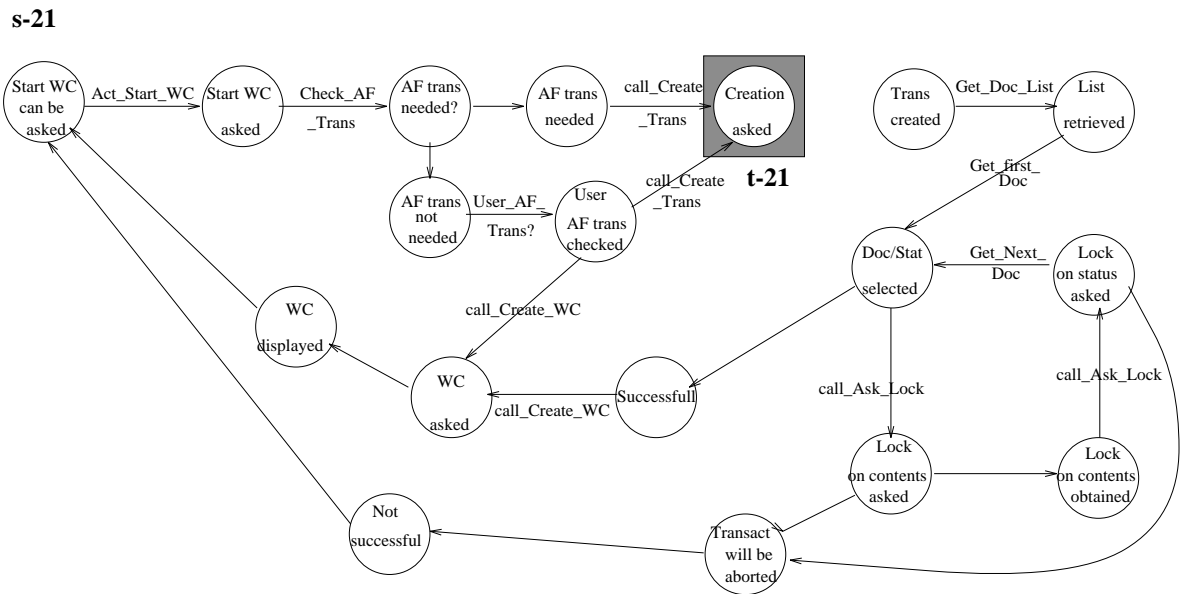 s-21
Start WC
can be
asked
Act_Start_WC
Start WC
asked
Check_AF
_Trans
AF trans
needed?
AF trans
needed
call_Create
_Trans
Creation
asked
t-21
Trans
created
Get_Doc_List
List
retrieved
AF trans
not
needed
User_AF_
Trans?
User
AF trans
checked
call_Create
_Trans
Get_first_
Doc
Doc/Stat
selected
Get_Next_
Doc
Lock
on status
asked
WC
displayed
call_Create_WC
WC
asked
call_Create_WC
Successfull
call_Ask_Lock
call_Ask_Lock
Lock
on contents
asked
Lock
on contents
obtained
Not
successful
Transact
will be
aborted